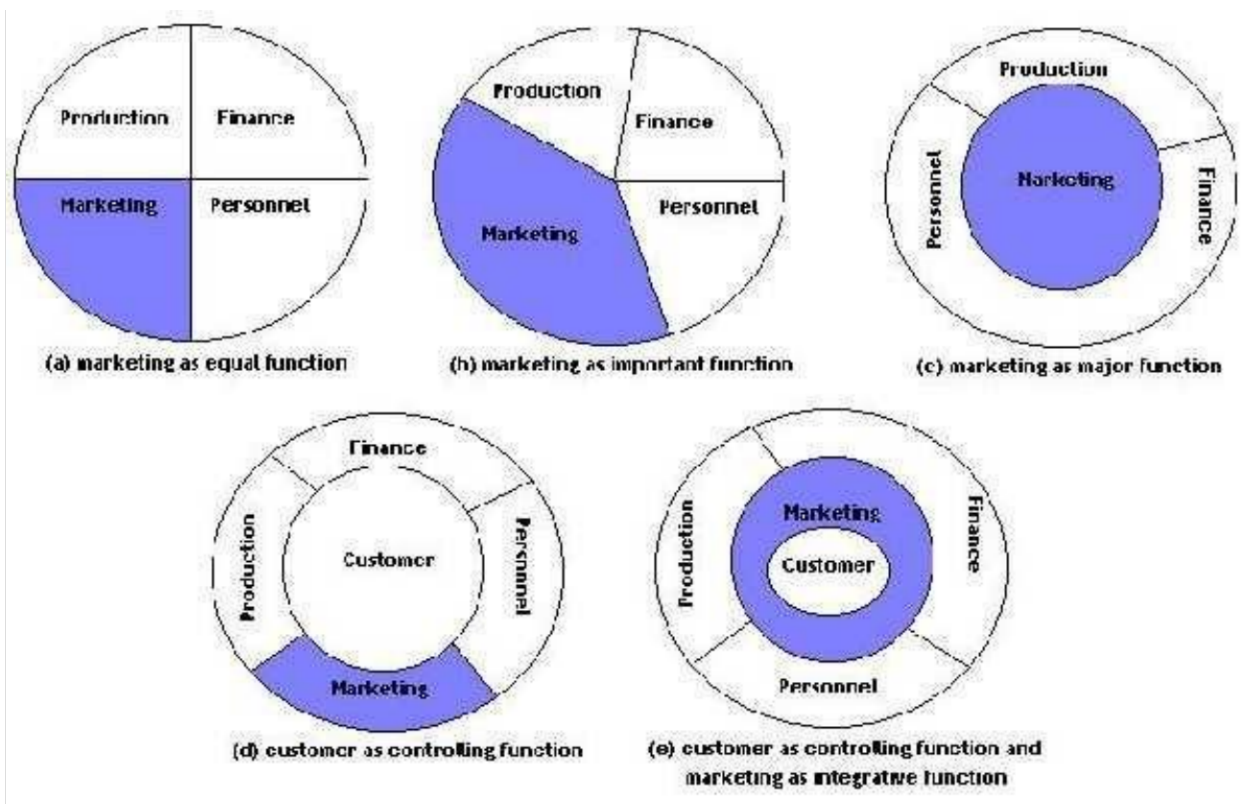 Production
Finance
Marketing
Personnel
(a) marketing as equal function
Production
Finance
Personnel
Marketing
(b) marketing as important function
Production
Personnel
Marketing
Finance
(c) marketing as major function
Finance
Production
Customer
Personnel
Marketing
(d) customer as controlling function
Marketing
Finance
Production
Customer
Personnel
(e) customer as controlling function and
marketing as integrative function